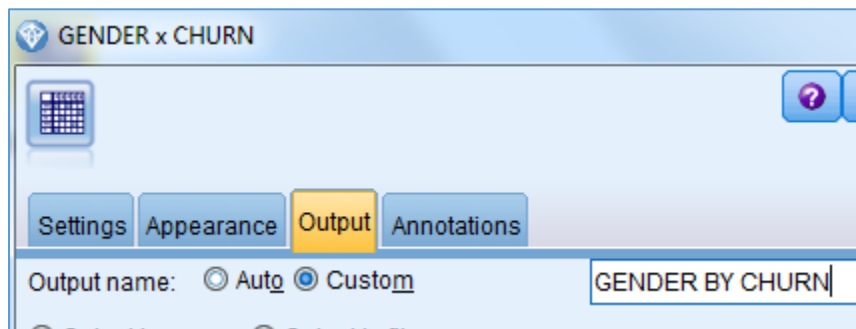 GENDER x CHURN
Settings Appearance Output Annotations
Output name: Auto Custom GENDER BY CHURN